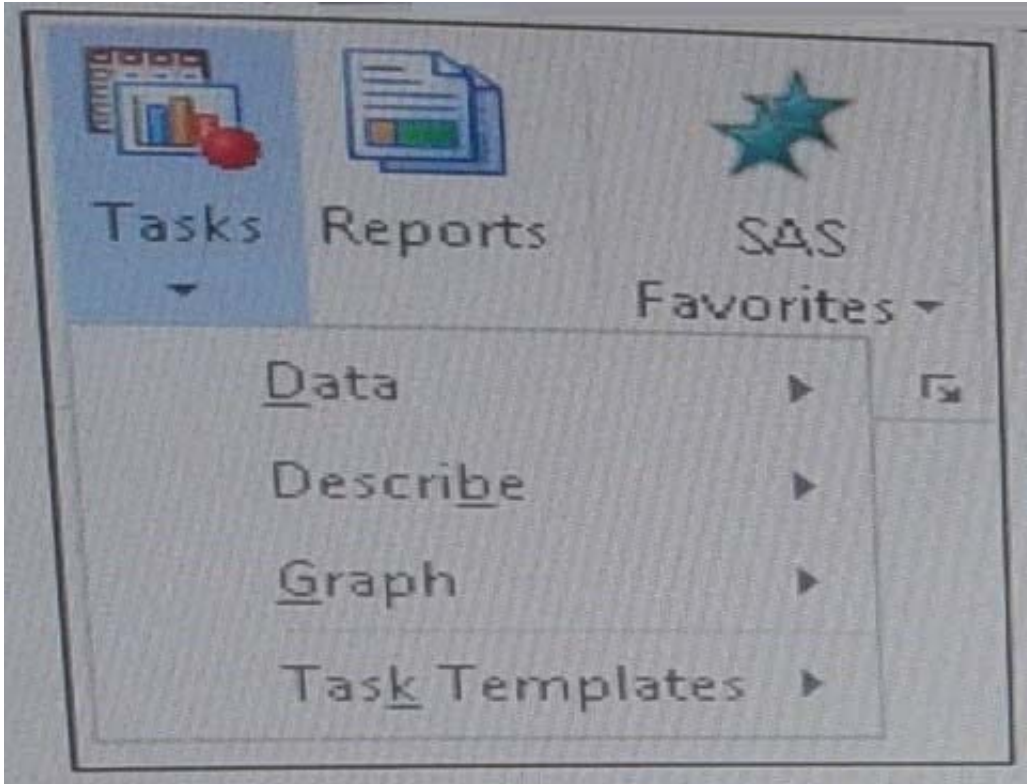 Tasks
Reports
SAS
Favorites
Data
Describe
Graph
Task Templates